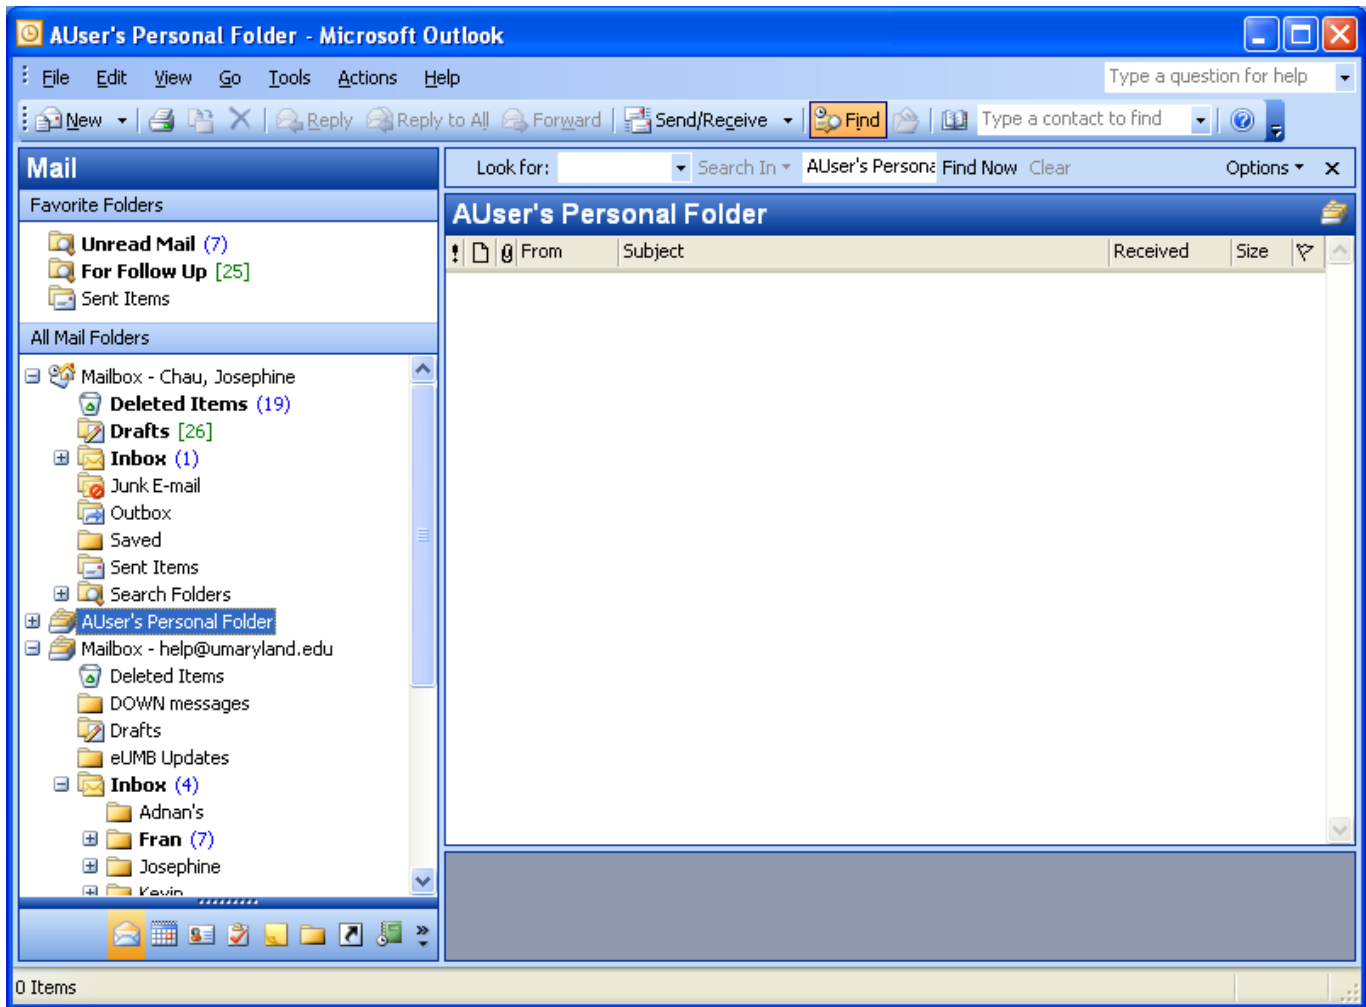 AUser's Personal Folder - Microsoft Outlook
File Edit View Go Tools Actions Help Type a question for help
New Reply Reply to All Forward Send/Receive Find Type a contact to find
Mail
Look for: Search In AUser's Persona Find Now Clear Options
Favorite Folders
Unread Mail (7)
For Follow Up [25]
Sent Items
All Mail Folders
Mailbox - Chau, Josephine
Deleted Items (19)
Drafts [26]
Inbox (1)
Junk E-mail
Outbox
Saved
Sent Items
Search Folders
AUser's Personal Folder
Mailbox - help@umaryland.edu
Deleted Items
DOWN messages
Drafts
eUMB Updates
Inbox (4)
Adnan's
Fran (7)
Josephine
Kevin
AUser's Personal Folder
From Subject Received Size
0 Items